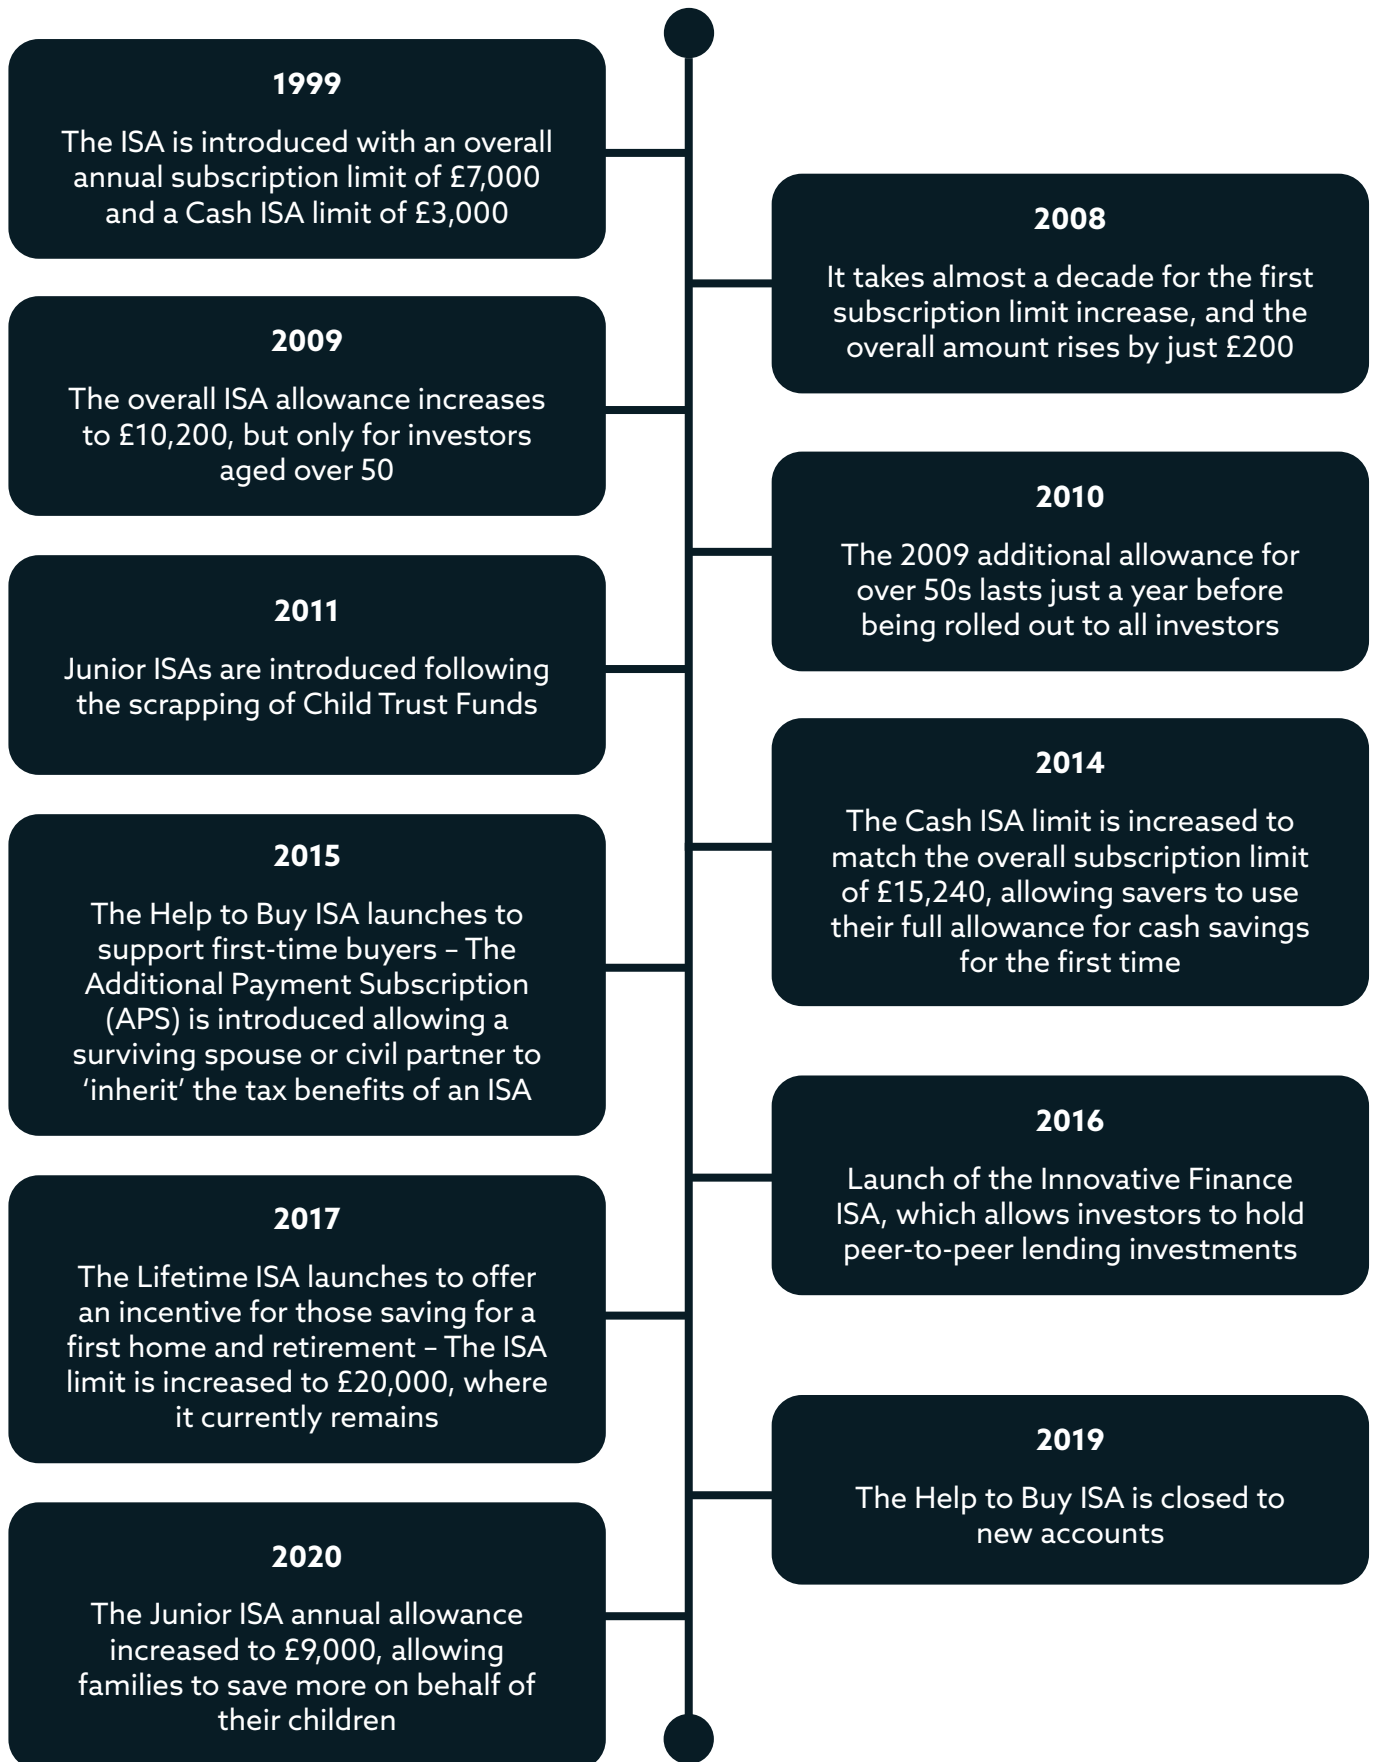 1999
The ISA is introduced with an overall
annual subscription limit of £7,000
and a Cash ISA limit of £3,000
2008
It takes almost a decade for the first
subscription limit increase, and the
overall amount rises by just £200
2009
The overall ISA allowance increases
to £10,200, but only for investors
aged over 50
2010
The 2009 additional allowance for
over 50s lasts just a year before
being rolled out to all investors
2011
Junior ISAs are introduced following
the scrapping of Child Trust Funds
2014
The Cash ISA limit is increased to
match the overall subscription limit
of £15,240, allowing savers to use
their full allowance for cash savings
for the first time
2015
The Help to Buy ISA launches to
support first-time buyers – The
Additional Payment Subscription
(APS) is introduced allowing a
surviving spouse or civil partner to
‘inherit’ the tax benefits of an ISA
2016
Launch of the Innovative Finance
ISA, which allows investors to hold
peer-to-peer lending investments
2017
The Lifetime ISA launches to offer
an incentive for those saving for a
first home and retirement – The ISA
limit is increased to £20,000, where
it currently remains
2019
The Help to Buy ISA is closed to
new accounts
2020
The Junior ISA annual allowance
increased to £9,000, allowing
families to save more on behalf of
their children